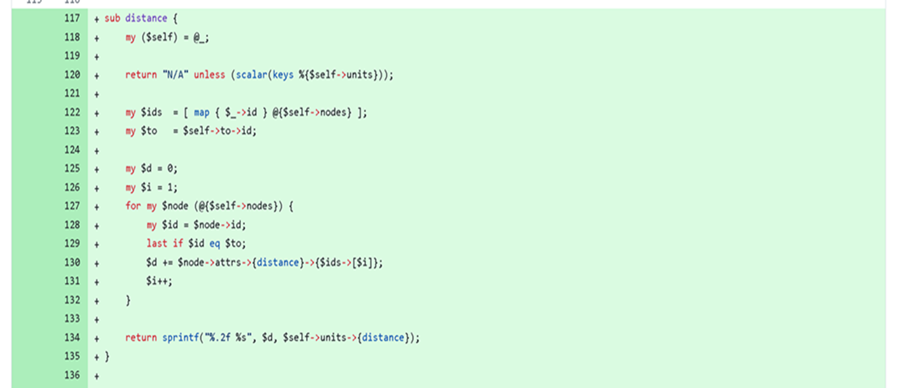 117 + sub distance {
118 +     my ($self) = @_;
119 +
120 +     return "N/A" unless (scalar(keys %{$self->units}));
121 +
122 +     my $ids  = [ map { $_->id } @{$self->nodes} ];
123 +     my $to   = $self->to->id;
124 +
125 +     my $d = 0;
126 +     my $i = 1;
127 +     for my $node (@{$self->nodes}) {
128 +         my $id = $node->id;
129 +         last if $id eq $to;
130 +         $d += $node->attrs->{distance}->{$ids->[$i]};
131 +         $i++;
132 +     }
133 +
134 +     return sprintf("%.2f %s", $d, $self->units->{distance});
135 + }
136 +